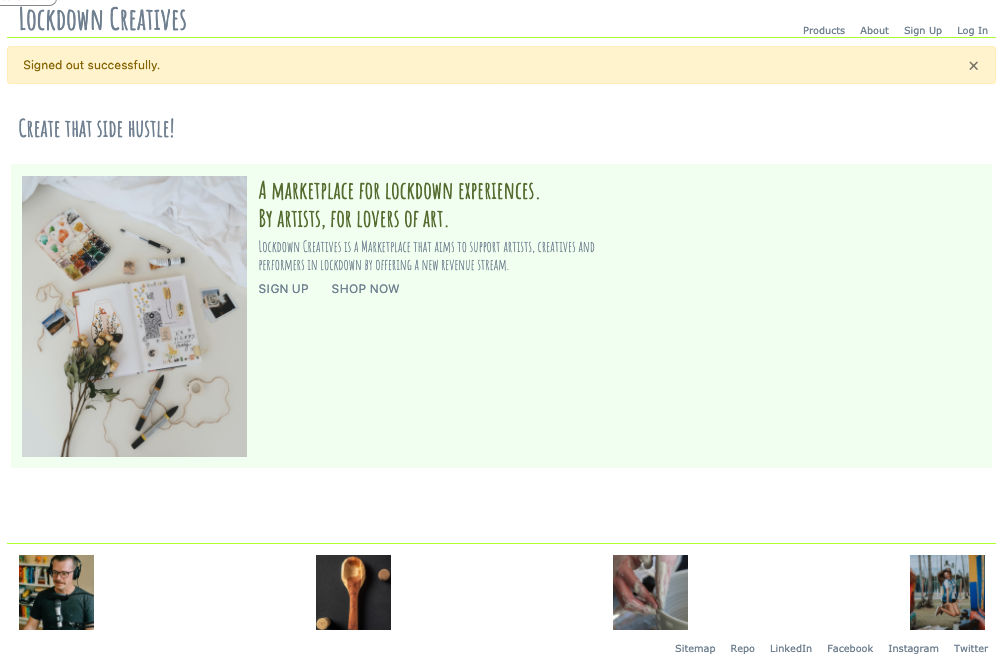 Lockdown Creatives
Products About Sign Up Log In
Signed out successfully. ×
Create that side hustle!
A marketplace for lockdown experiences.
By artists, for lovers of art.
Lockdown Creatives is a Marketplace that aims to support artists, creatives and
performers in lockdown by offering a new revenue stream.
SIGN UP SHOP NOW
Sitemap Repo LinkedIn Facebook Instagram Twitter